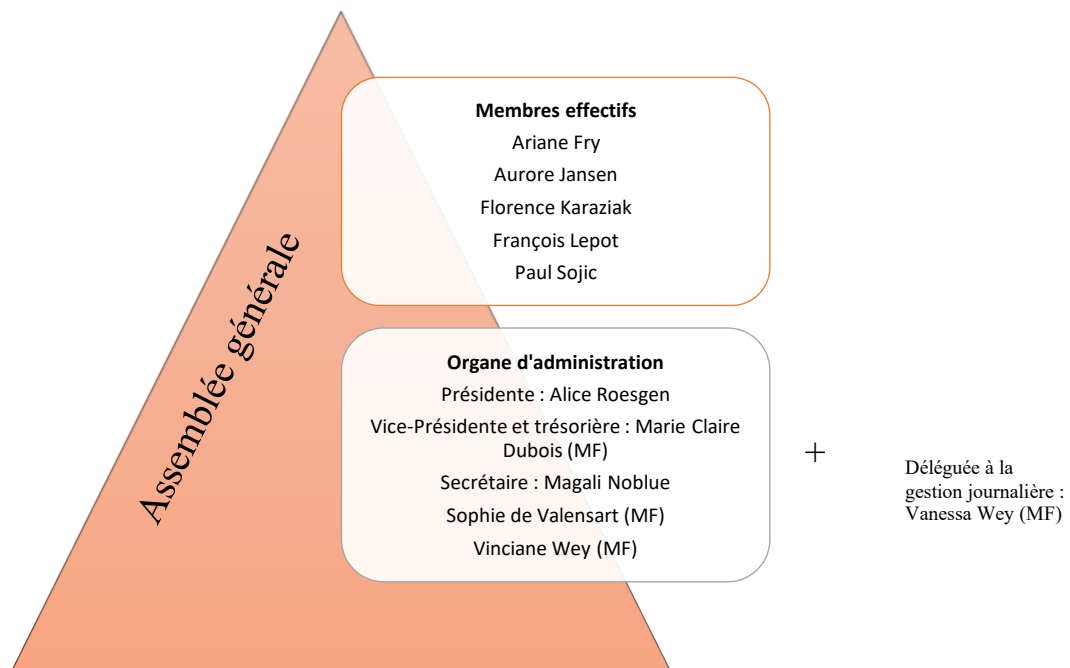 Assemblée générale
Membres effectifs
Ariane Fry
Aurore Jansen
Florence Karaziak
François Lepot
Paul Sojic
Organe d'administration
Présidente : Alice Roesgen
Vice-Présidente et trésorière : Marie Claire
Dubois (MF)
Secrétaire : Magali Noblue
Sophie de Valensart (MF)
Vinciane Wey (MF)
+
Déléguée à la
gestion journalière :
Vanessa Wey (MF)